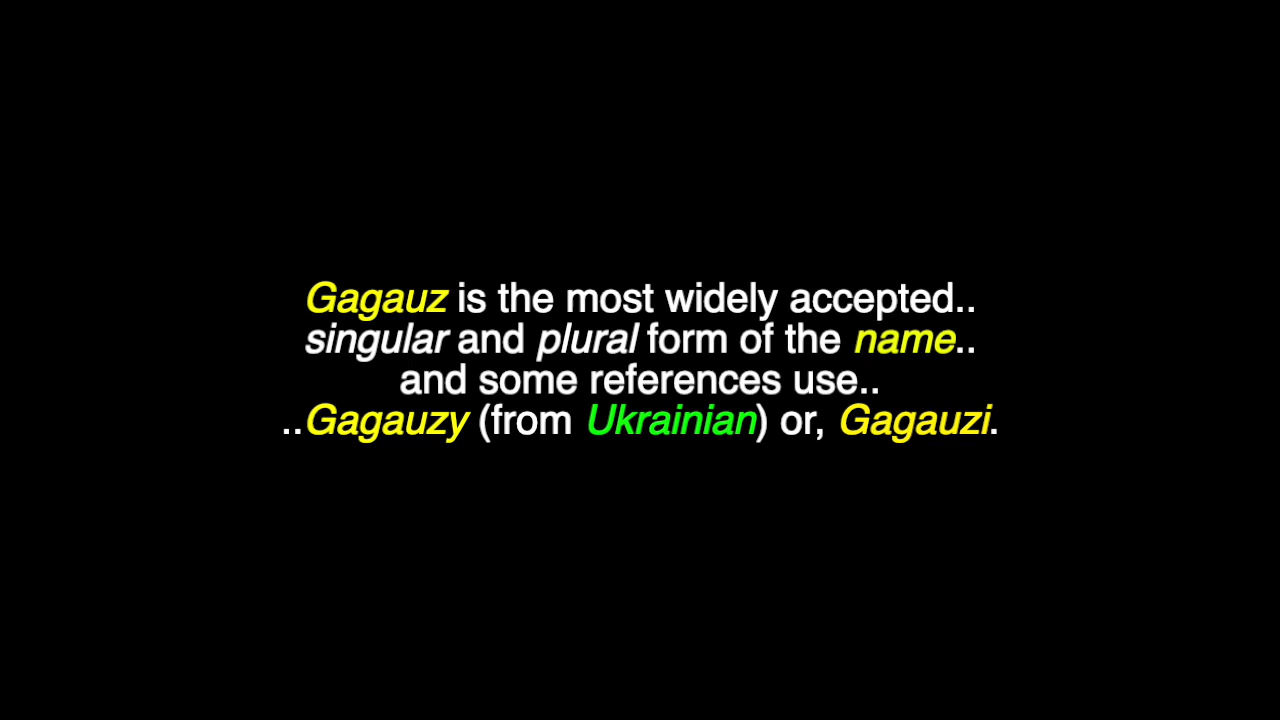 Gagauz is the most widely accepted..
singular and plural form of the name..
and some references use..
..Gagauzy (from Ukrainian) or, Gagauzi.